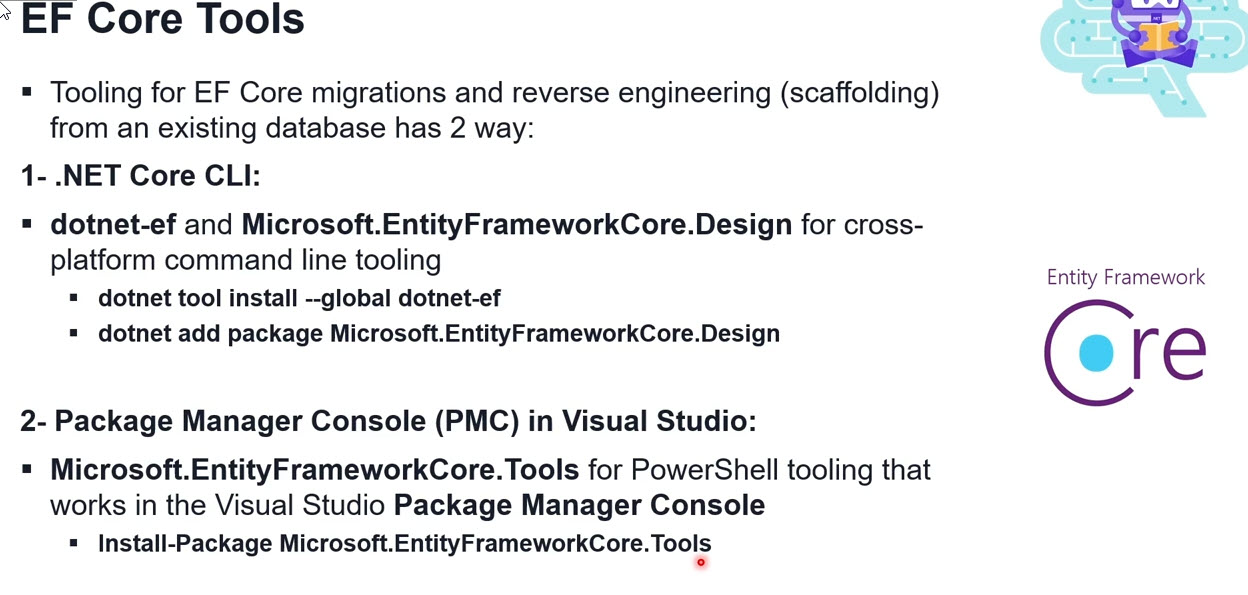 EF Core Tools
▪ Tooling for EF Core migrations and reverse engineering (scaffolding)
from an existing database has 2 way:
1- .NET Core CLI:
▪ dotnet-ef and Microsoft.EntityFrameworkCore.Design for cross-
platform command line tooling
▪ dotnet tool install --global dotnet-ef
▪ dotnet add package Microsoft.EntityFrameworkCore.Design
Entity Framework
Core
2- Package Manager Console (PMC) in Visual Studio:
▪ Microsoft.EntityFrameworkCore.Tools for PowerShell tooling that
works in the Visual Studio Package Manager Console
▪ Install-Package Microsoft.EntityFrameworkCore.Tools